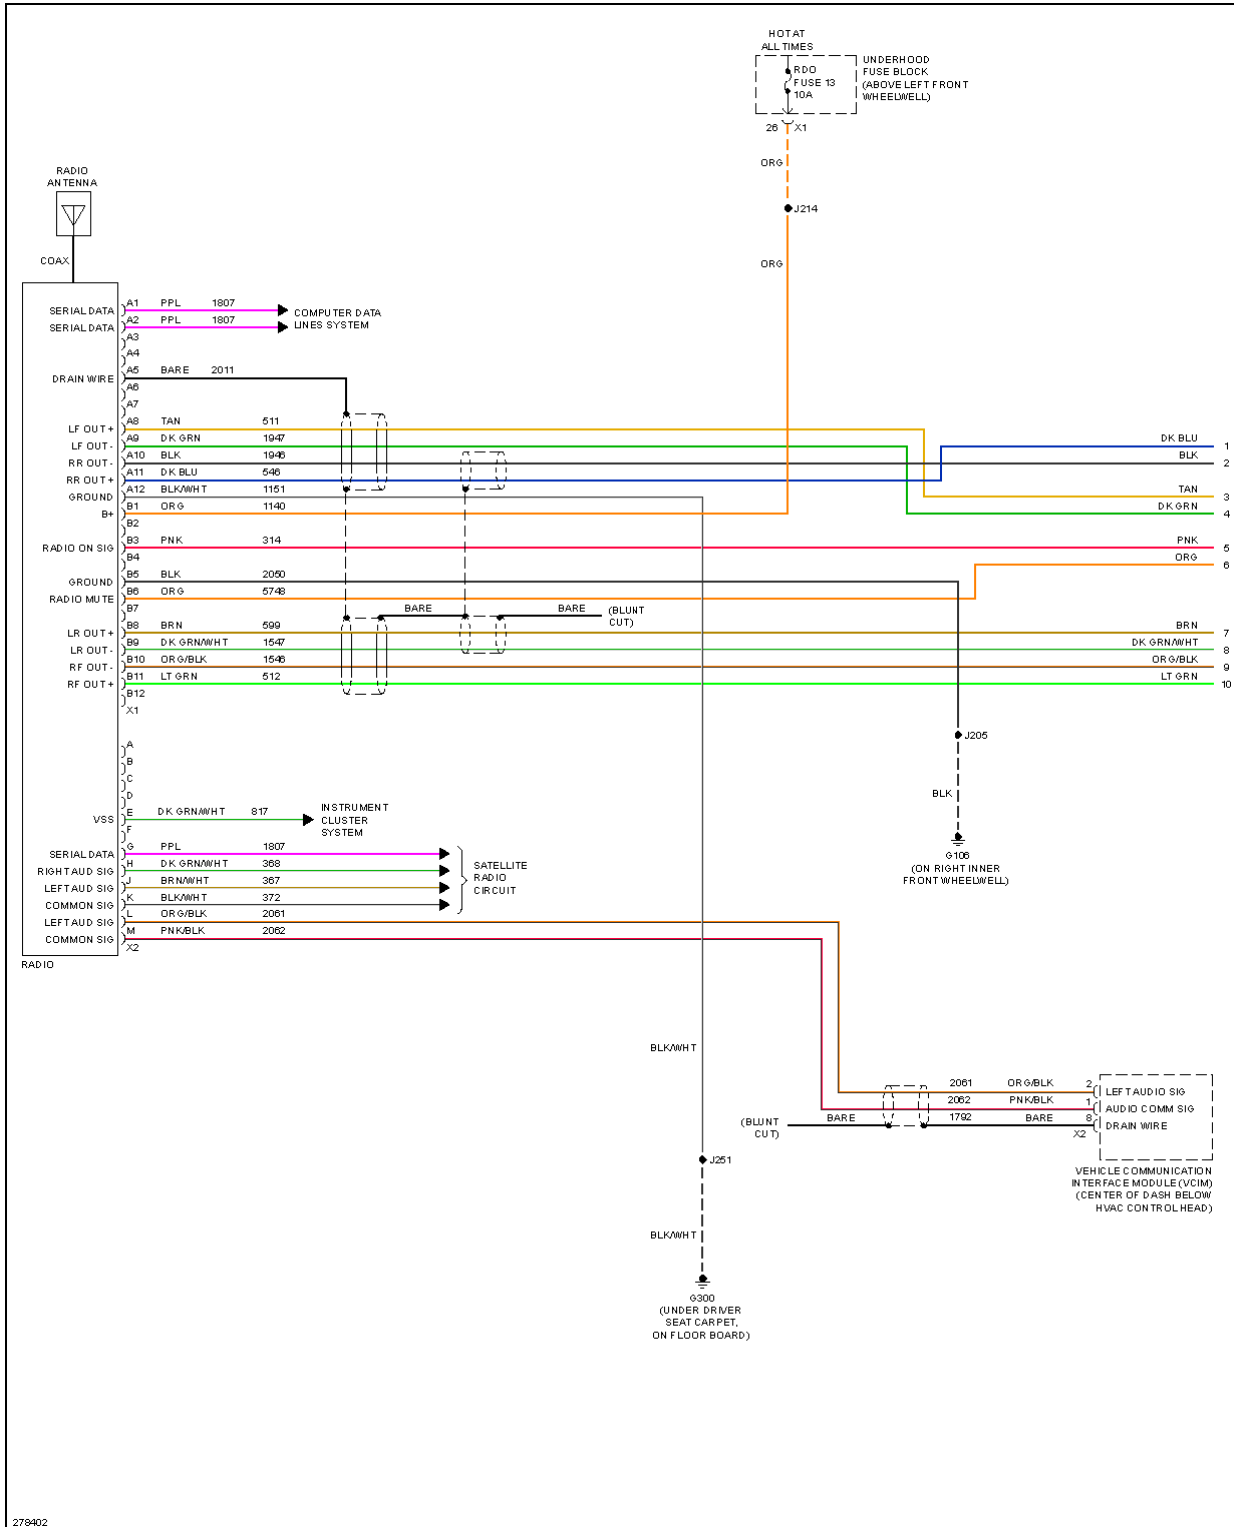 HOT AT
ALL TIMES
RDO
FUSE 13
10A
UNDERHOOD
FUSE BLOCK
(ABOVE LEFT FRONT
WHEELWELL)
26 X1
ORG
J214
ORG
RADIO
ANTENNA
COAX
SERIAL DATA A1 PPL 1807
SERIAL DATA A2 PPL 1807
COMPUTER DATA
LINES SYSTEM
A3
A4
DRAIN WIRE A5 BARE 2011
A6
A7
LF OUT+ A8 TAN 511
LF OUT- A9 DK GRN 1947
RR OUT- A10 BLK 1946
RR OUT+ A11 DK BLU 546
GROUND A12 BLK/WHT 1151
B+ B1 ORG 1140
B2
RADIO ON SIG B3 PNK 314
B4
GROUND B5 BLK 2050
RADIO MUTE B6 ORG 5748
B7
LR OUT+ B8 BRN 599
LR OUT- B9 DK GRN/WHT 1547
RF OUT- B10 ORG/BLK 1546
RF OUT+ B11 LT GRN 512
B12
X1
DK BLU 1
BLK 2
TAN 3
DK GRN 4
PNK 5
ORG 6
BARE BARE (BLUNT
CUT)
BRN 7
DK GRN/WHT 8
ORG/BLK 9
LT GRN 10
J205
BLK
G106
(ON RIGHT INNER
FRONT WHEELWELL)
A
B
C
D
VSS E DK GRN/WHT 817
INSTRUMENT
CLUSTER
SYSTEM
F
SERIAL DATA G PPL 1807
RIGHT AUD SIG H DK GRN/WHT 368
LEFT AUD SIG J BRN/WHT 367
COMMON SIG K BLK/WHT 372
LEFT AUD SIG L ORG/BLK 2061
COMMON SIG M PNK/BLK 2062
X2
SATELLITE
RADIO
CIRCUIT
RADIO
BLK/WHT
2061 ORG/BLK 2 LEFT AUDIO SIG
2062 PNK/BLK 1 AUDIO COMM SIG
(BLUNT
CUT)
BARE 1792 BARE 8 DRAIN WIRE
X2
VEHICLE COMMUNICATION
INTERFACE MODULE (VCIM)
(CENTER OF DASH BELOW
HVAC CONTROL HEAD)
J251
BLK/WHT
G300
(UNDER DRIVER
SEAT CARPET,
ON FLOOR BOARD)
278402